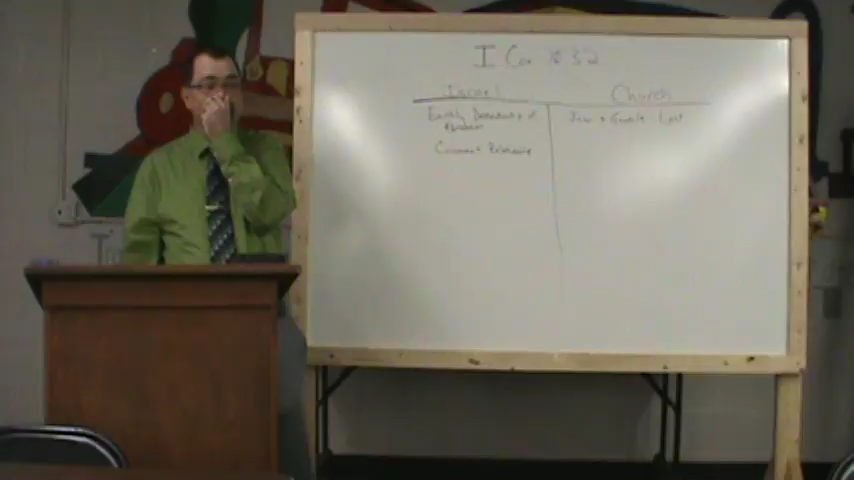 I Cor 10:32
Israel
Church
Earthly Descendants of
Abraham
Jew + Gentile Lost
Covenant Relationship